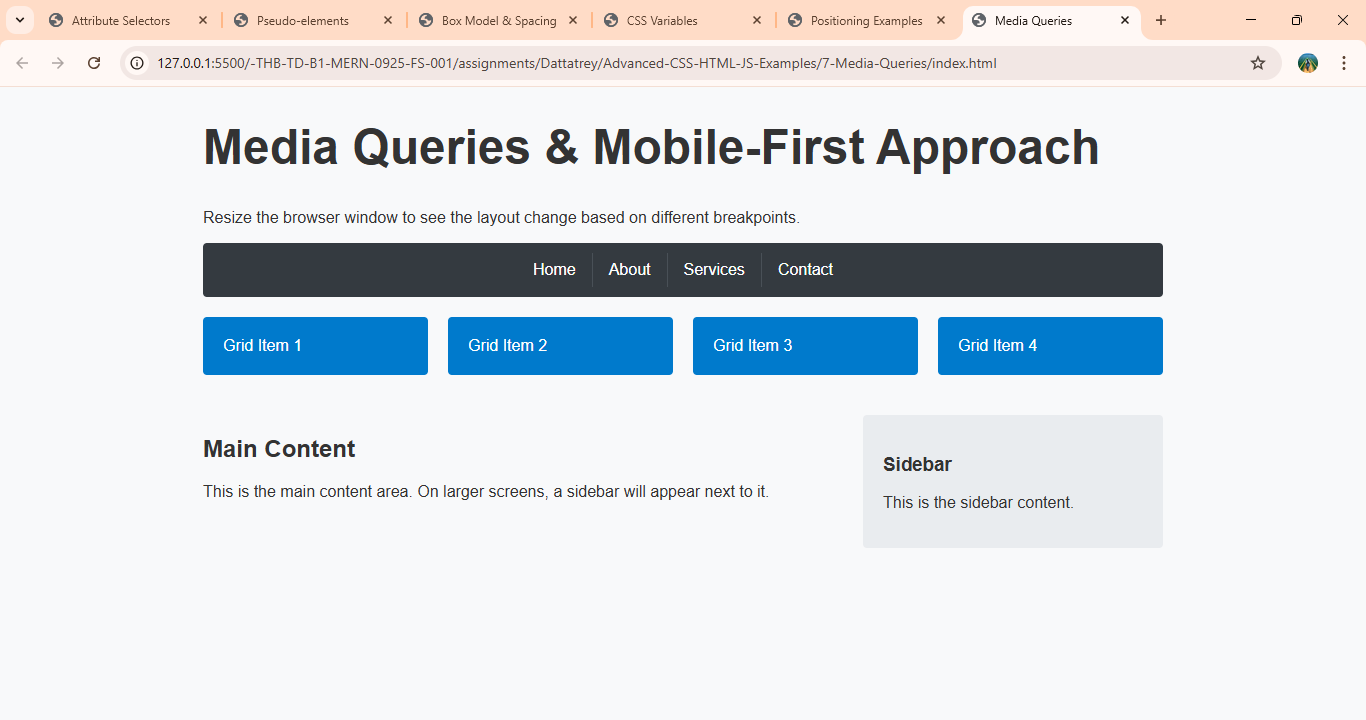 Attribute Selectors Pseudo-elements Box Model & Spacing CSS Variables Positioning Examples Media Queries
127.0.0.1:5500/-THB-TD-B1-MERN-0925-FS-001/assignments/Dattatrey/Advanced-CSS-HTML-JS-Examples/7-Media-Queries/index.html
Media Queries & Mobile-First Approach
Resize the browser window to see the layout change based on different breakpoints.
Home About Services Contact
Grid Item 1 Grid Item 2 Grid Item 3 Grid Item 4
Main Content
This is the main content area. On larger screens, a sidebar will appear next to it.
Sidebar
This is the sidebar content.